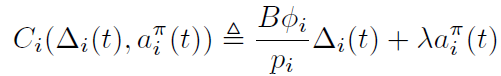 $C_i(\Delta_i(t), a_i^{\pi}(t)) \triangleq \frac{B\phi_i}{p_i}\Delta_i(t) + \lambda a_i^{\pi}(t)$